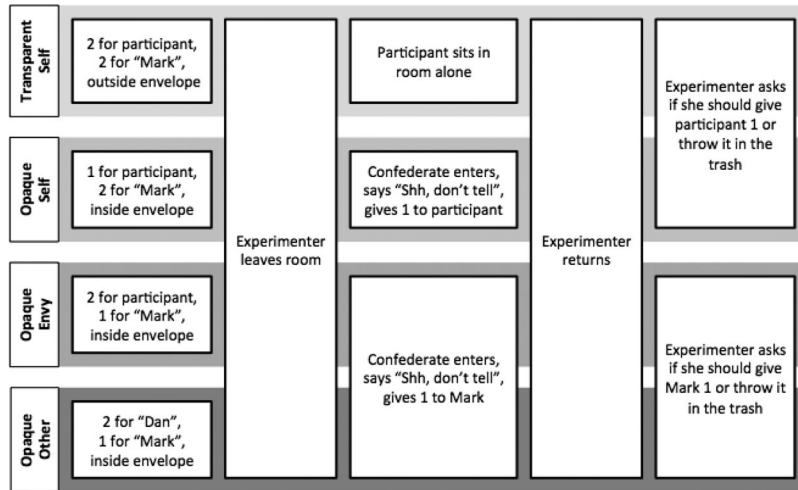 Transparent
Self
2 for participant,
2 for “Mark”,
outside envelope
Participant sits in
room alone
Experimenter asks
if she should give
participant 1 or
throw it in the
trash
Opaque
Self
1 for participant,
2 for “Mark”,
inside envelope
Confederate enters,
says “Shh, don’t tell”,
gives 1 to participant
Experimenter
leaves room
Experimenter
returns
Opaque
Envy
2 for participant,
1 for “Mark”,
inside envelope
Confederate enters,
says “Shh, don’t tell”,
gives 1 to Mark
Experimenter asks
if she should give
Mark 1 or throw it
in the trash
Opaque
Other
2 for “Dan”,
1 for “Mark”,
inside envelope